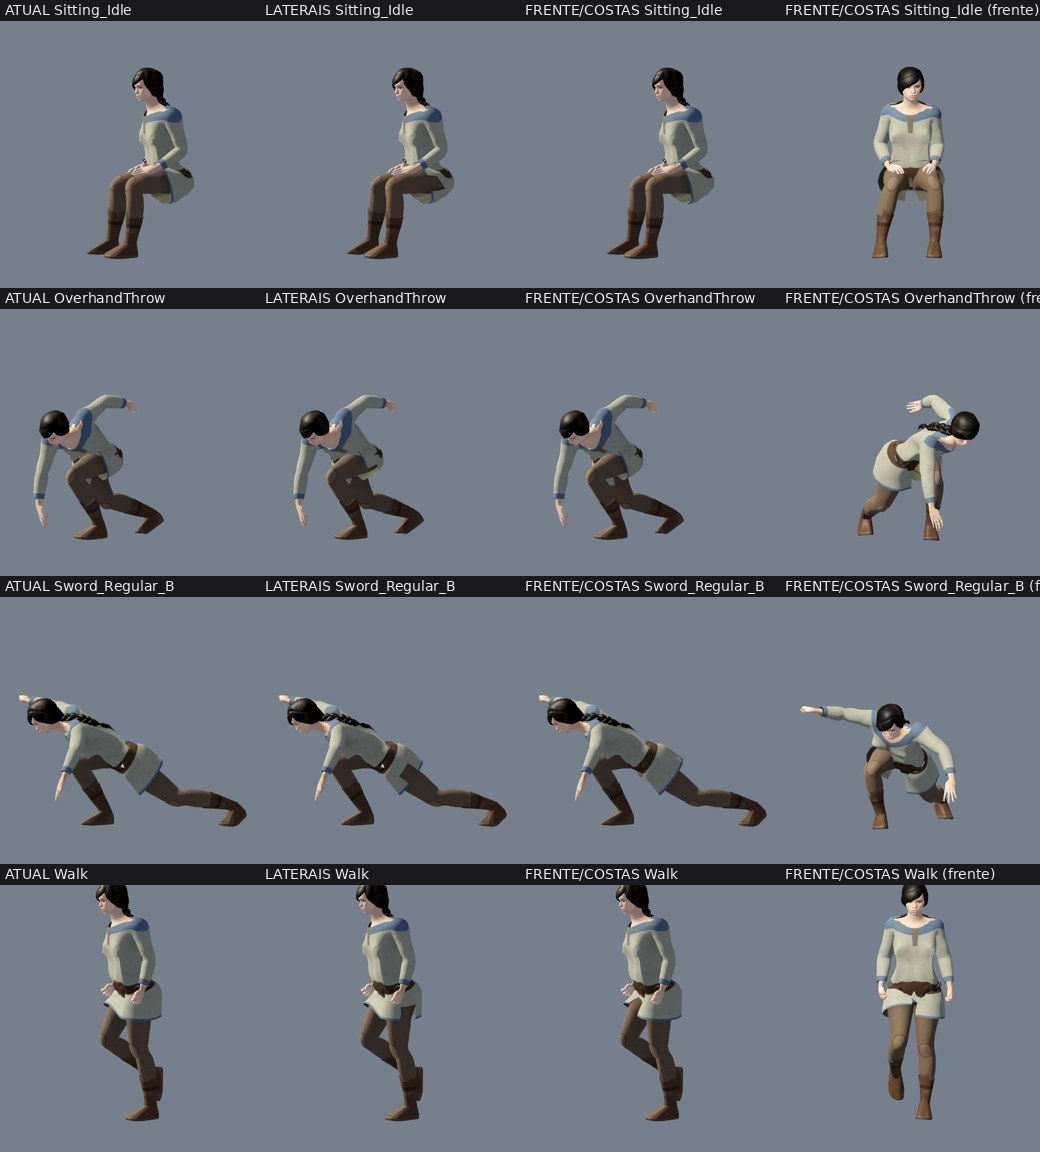 ATUAL Sitting_Idle
LATERAIS Sitting_Idle
FRENTE/COSTAS Sitting_Idle
FRENTE/COSTAS Sitting_Idle (frente)
ATUAL OverhandThrow
LATERAIS OverhandThrow
FRENTE/COSTAS OverhandThrow
FRENTE/COSTAS OverhandThrow (fre
ATUAL Sword_Regular_B
LATERAIS Sword_Regular_B
FRENTE/COSTAS Sword_Regular_B
FRENTE/COSTAS Sword_Regular_B (f
ATUAL Walk
LATERAIS Walk
FRENTE/COSTAS Walk
FRENTE/COSTAS Walk (frente)